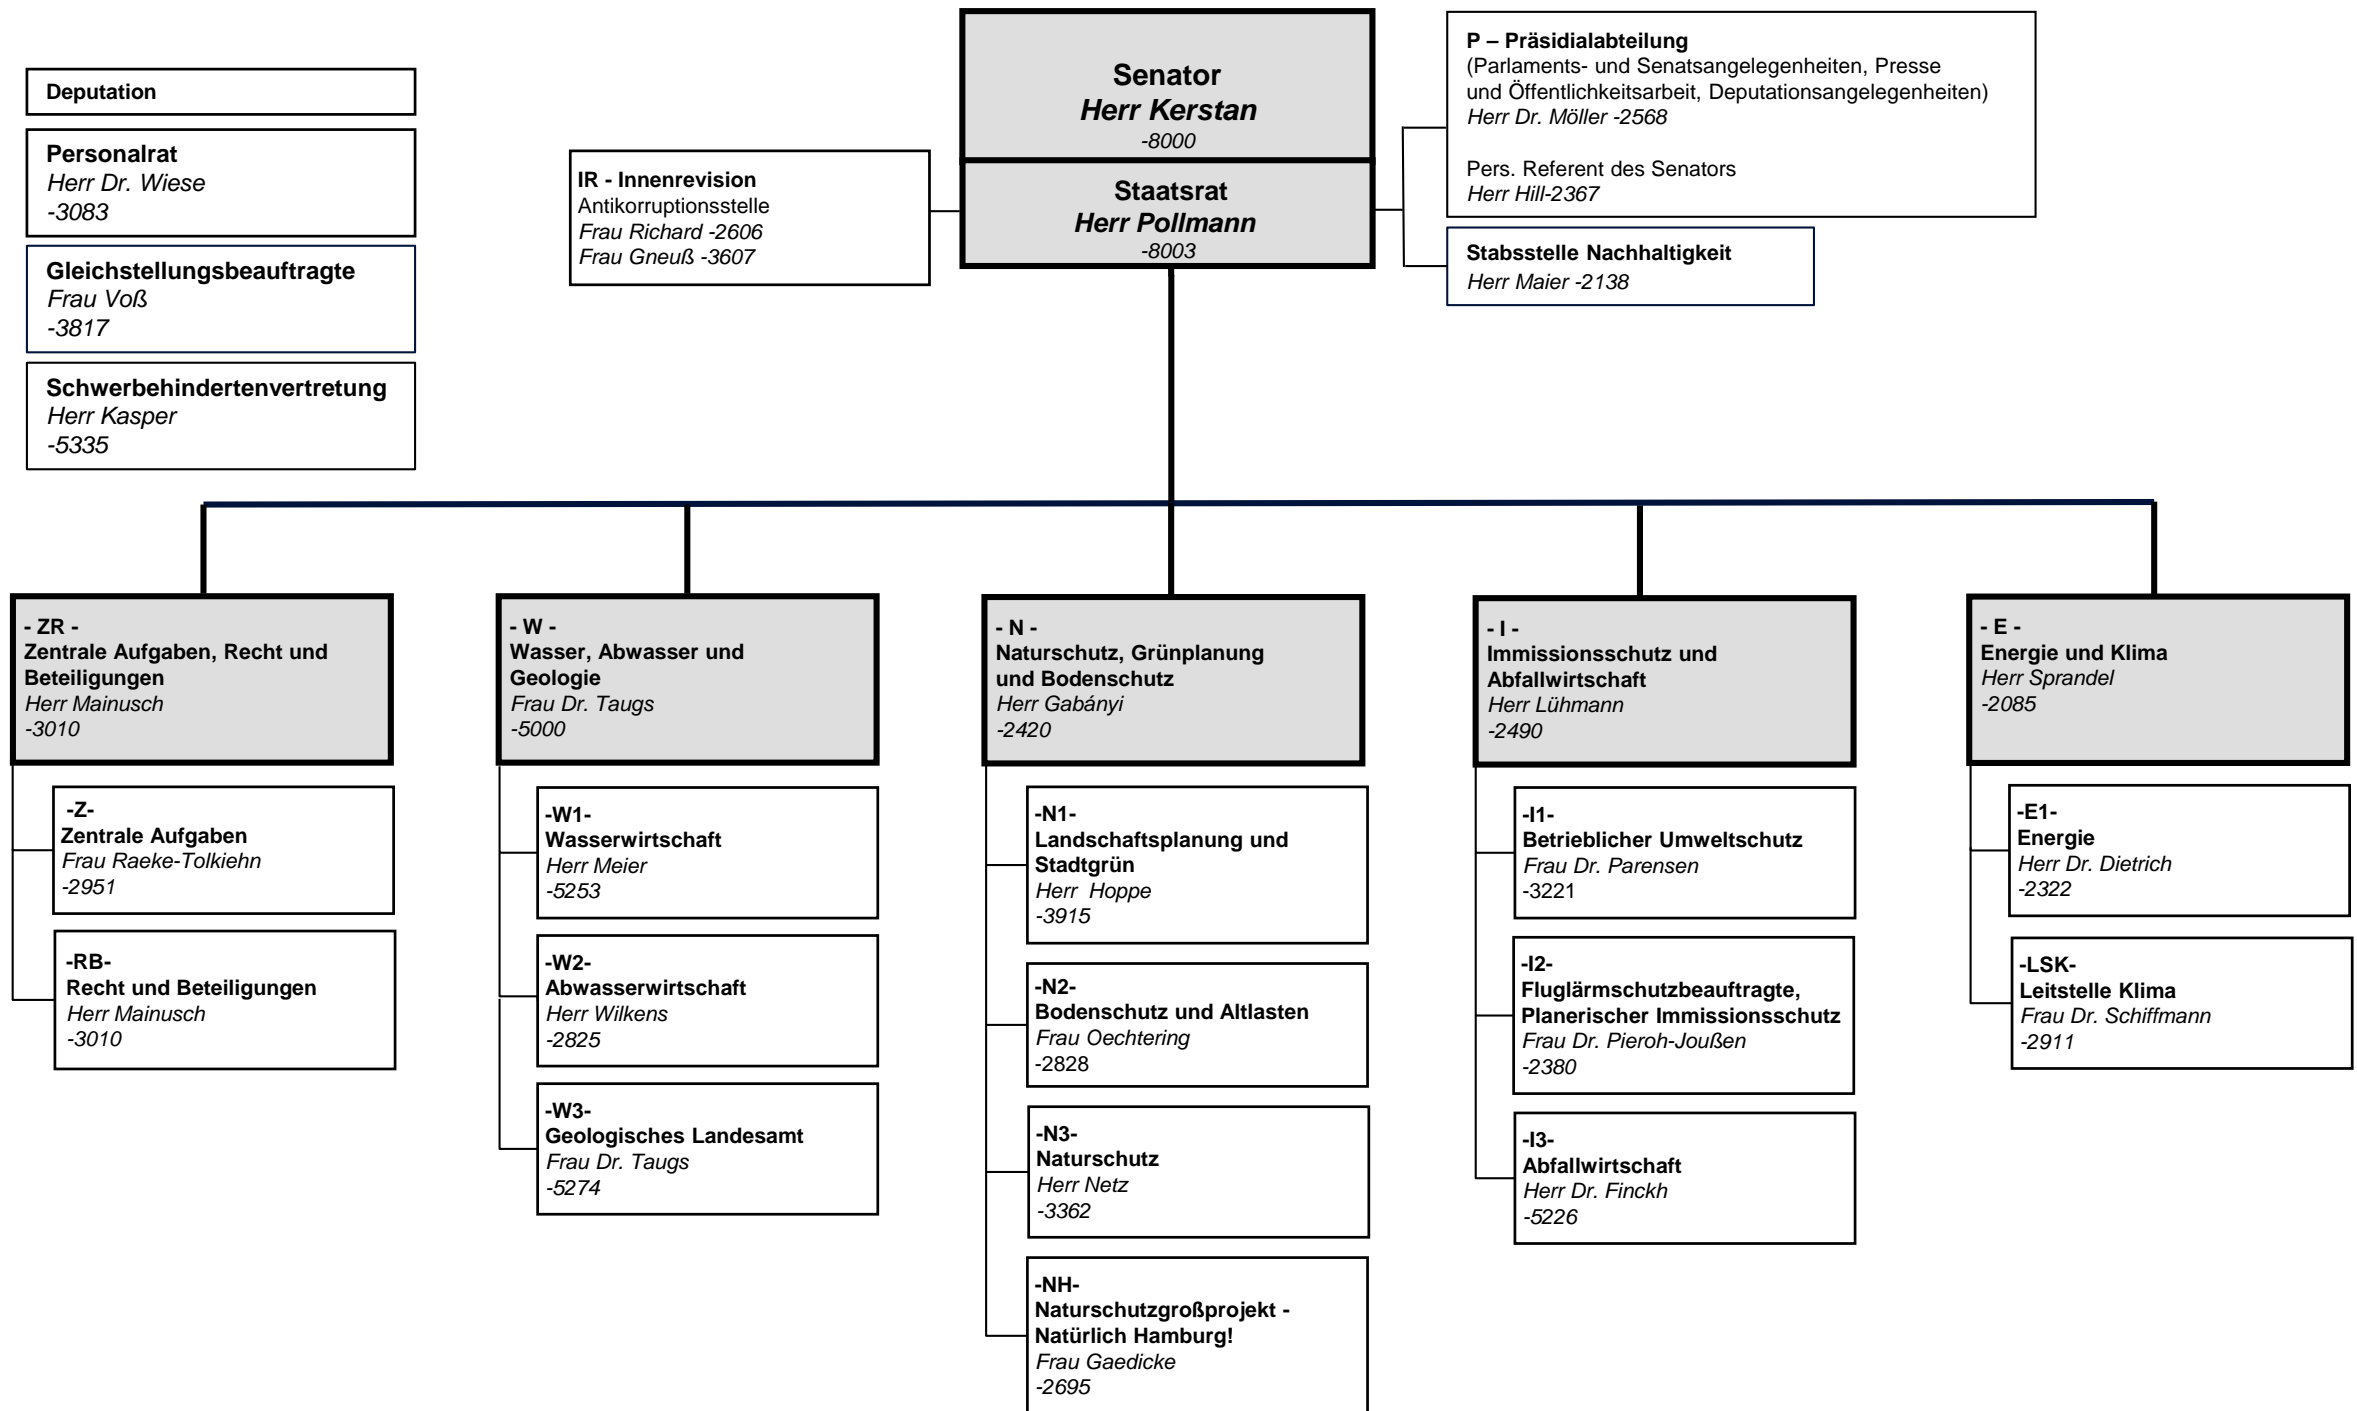 Deputation
Personalrat
Herr Dr. Wiese
-3083
Gleichstellungsbeauftragte
Frau Voß
-3817
Schwerbehindertenvertretung
Herr Kasper
-5335
IR - Innenrevision
Antikorruptionsstelle
Frau Richard -2606
Frau Gneuß -3607
Senator
Herr Kerstan
-8000
Staatsrat
Herr Pollmann
-8003
P – Präsidialabteilung
(Parlaments- und Senatsangelegenheiten, Presse
und Öffentlichkeitsarbeit, Deputationsangelegenheiten)
Herr Dr. Möller -2568
Pers. Referent des Senators
Herr Hill-2367
Stabsstelle Nachhaltigkeit
Herr Maier -2138
- ZR -
Zentrale Aufgaben, Recht und
Beteiligungen
Herr Mainusch
-3010
-Z-
Zentrale Aufgaben
Frau Raeke-Tolkiehn
-2951
-RB-
Recht und Beteiligungen
Herr Mainusch
-3010
- W -
Wasser, Abwasser und
Geologie
Frau Dr. Taugs
-5000
-W1-
Wasserwirtschaft
Herr Meier
-5253
-W2-
Abwasserwirtschaft
Herr Wilkens
-2825
-W3-
Geologisches Landesamt
Frau Dr. Taugs
-5274
- N -
Naturschutz, Grünplanung
und Bodenschutz
Herr Gabányi
-2420
-N1-
Landschaftsplanung und
Stadtgrün
Herr  Hoppe
-3915
-N2-
Bodenschutz und Altlasten
Frau Oechtering
-2828
-N3-
Naturschutz
Herr Netz
-3362
-NH-
Naturschutzgroßprojekt -
Natürlich Hamburg!
Frau Gaedicke
-2695
- I -
Immissionsschutz und
Abfallwirtschaft
Herr Lühmann
-2490
-I1-
Betrieblicher Umweltschutz
Frau Dr. Parensen
-3221
-I2-
Fluglärmschutzbeauftragte,
Planerischer Immissionsschutz
Frau Dr. Pieroh-Joußen
-2380
-I3-
Abfallwirtschaft
Herr Dr. Finckh
-5226
- E -
Energie und Klima
Herr Sprandel
-2085
-E1-
Energie
Herr Dr. Dietrich
-2322
-LSK-
Leitstelle Klima
Frau Dr. Schiffmann
-2911